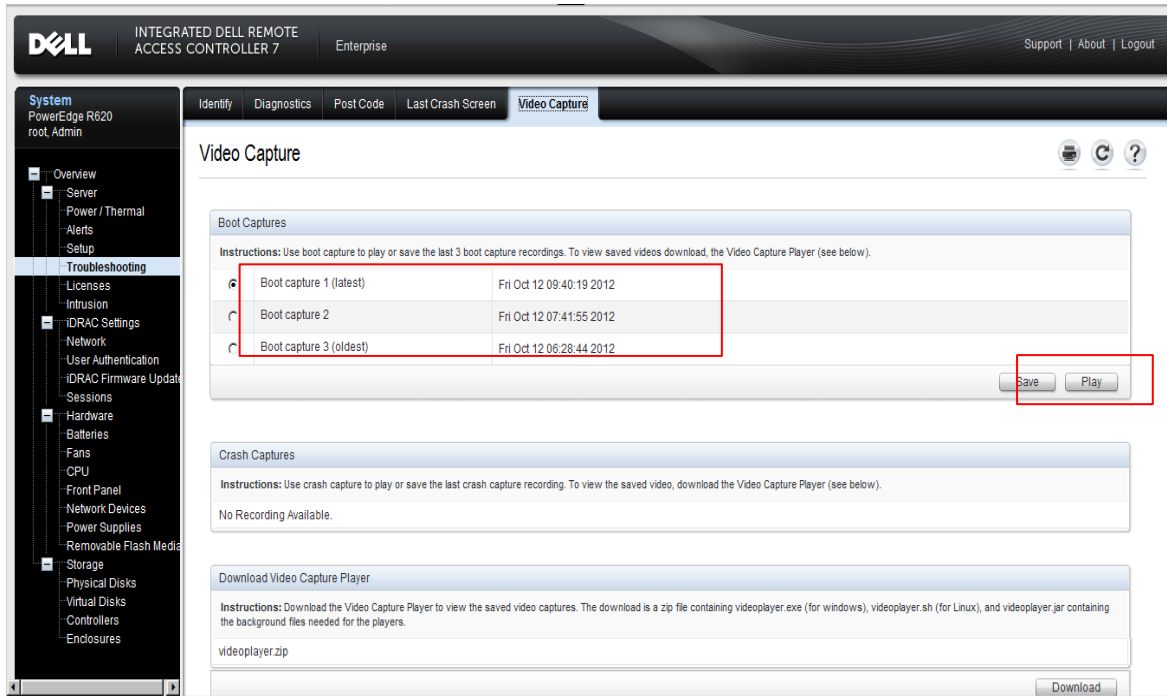 DELL
INTEGRATED DELL REMOTE
ACCESS CONTROLLER 7
Enterprise
Support | About | Logout
System
PowerEdge R620
root, Admin
Overview
Server
Power / Thermal
Alerts
Setup
Troubleshooting
Licenses
Intrusion
iDRAC Settings
Network
User Authentication
iDRAC Firmware Update
Sessions
Hardware
Batteries
Fans
CPU
Front Panel
Network Devices
Power Supplies
Removable Flash Media
Storage
Physical Disks
Virtual Disks
Controllers
Enclosures
Identify Diagnostics Post Code Last Crash Screen Video Capture
Video Capture
Boot Captures
Instructions: Use boot capture to play or save the last 3 boot capture recordings. To view saved videos download, the Video Capture Player (see below).
Boot capture 1 (latest) Fri Oct 12 09:40:19 2012
Boot capture 2 Fri Oct 12 07:41:55 2012
Boot capture 3 (oldest) Fri Oct 12 06:28:44 2012
Save Play
Crash Captures
Instructions: Use crash capture to play or save the last crash capture recording. To view the saved video, download the Video Capture Player (see below).
No Recording Available.
Download Video Capture Player
Instructions: Download the Video Capture Player to view the saved video captures. The download is a zip file containing videoplayer.exe (for windows), videoplayer.sh (for Linux), and videoplayer.jar containing
the background files needed for the players.
videoplayer.zip
Download